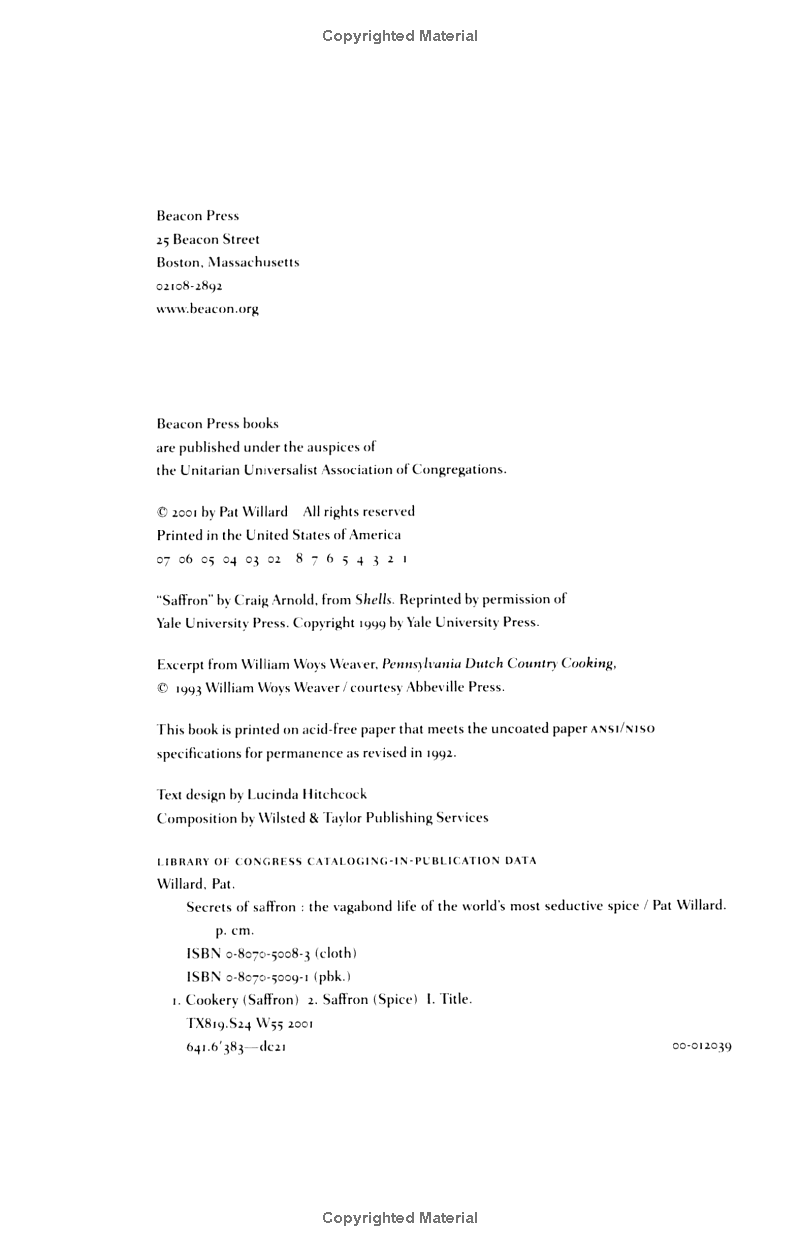 Copyrighted Material
Beacon Press
25 Beacon Street
Boston, Massachusetts
02108-2892
www.beacon.org
Beacon Press books
are published under the auspices of
the Unitarian Universalist Association of Congregations.
© 2001 by Pat Willard All rights reserved
Printed in the United States of America
07 06 05 04 03 02 8 7 6 5 4 3 2 1
“Saffron” by Craig Arnold, from Shells. Reprinted by permission of
Yale University Press. Copyright 1999 by Yale University Press.
Excerpt from William Woys Weaver, Pennsylvania Dutch Country Cooking,
© 1993 William Woys Weaver / courtesy Abbeville Press.
This book is printed on acid-free paper that meets the uncoated paper ANSI/NISO
specifications for permanence as revised in 1992.
Text design by Lucinda Hitchcock
Composition by Wilsted & Taylor Publishing Services
LIBRARY OF CONGRESS CATALOGING-IN-PUBLICATION DATA
Willard, Pat.
Secrets of saffron : the vagabond life of the world's most seductive spice / Pat Willard.
p. cm.
ISBN 0-8070-5008-3 (cloth)
ISBN 0-8070-5009-1 (pbk.)
1. Cookery (Saffron) 2. Saffron (Spice) I. Title.
TX819.S24 W55 2001
641.6'383—dc21 00-012039
Copyrighted Material